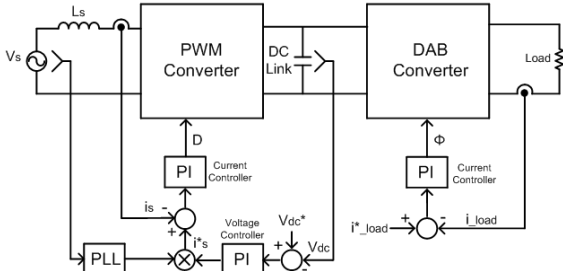 Ls
Vs
PWM
Converter
DC
Link
DAB
Converter
Load
D
Φ
PI
Current
Controller
PI
Current
Controller
is
-
+
i*s
Voltage
Controller
Vdc*
Vdc
+
-
i*_load
+
-
i_load
PLL
PI